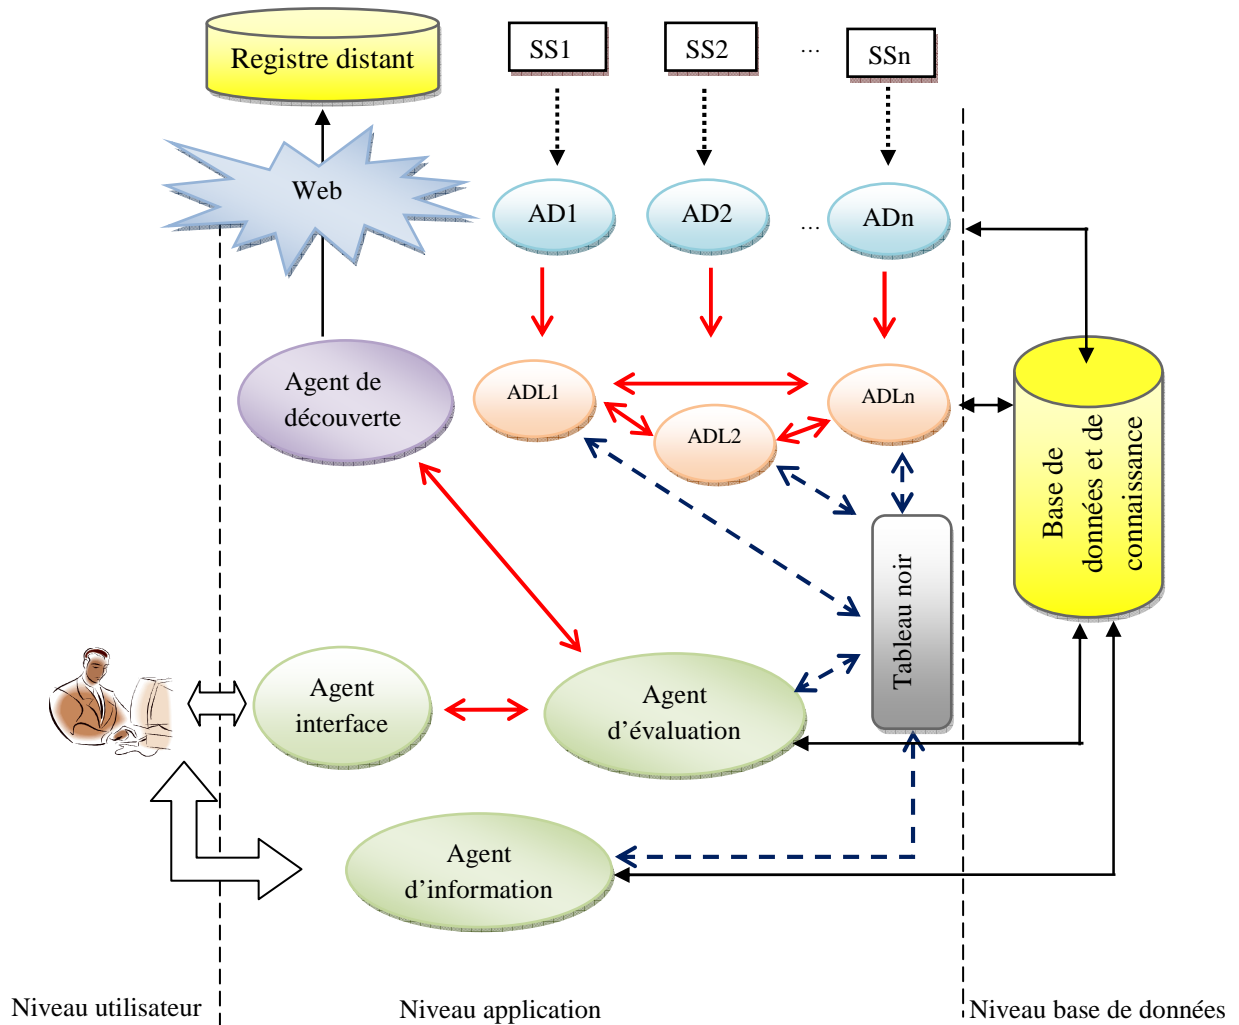 Registre distant
SS1
SS2
...
SSn
Web
AD1
AD2
...
ADn
Agent de
découverte
ADL1
ADL2
ADLn
Base de
données et de
connaissance
Tableau noir
Agent
interface
Agent
d’évaluation
Agent
d’information
Niveau utilisateur
Niveau application
Niveau base de données